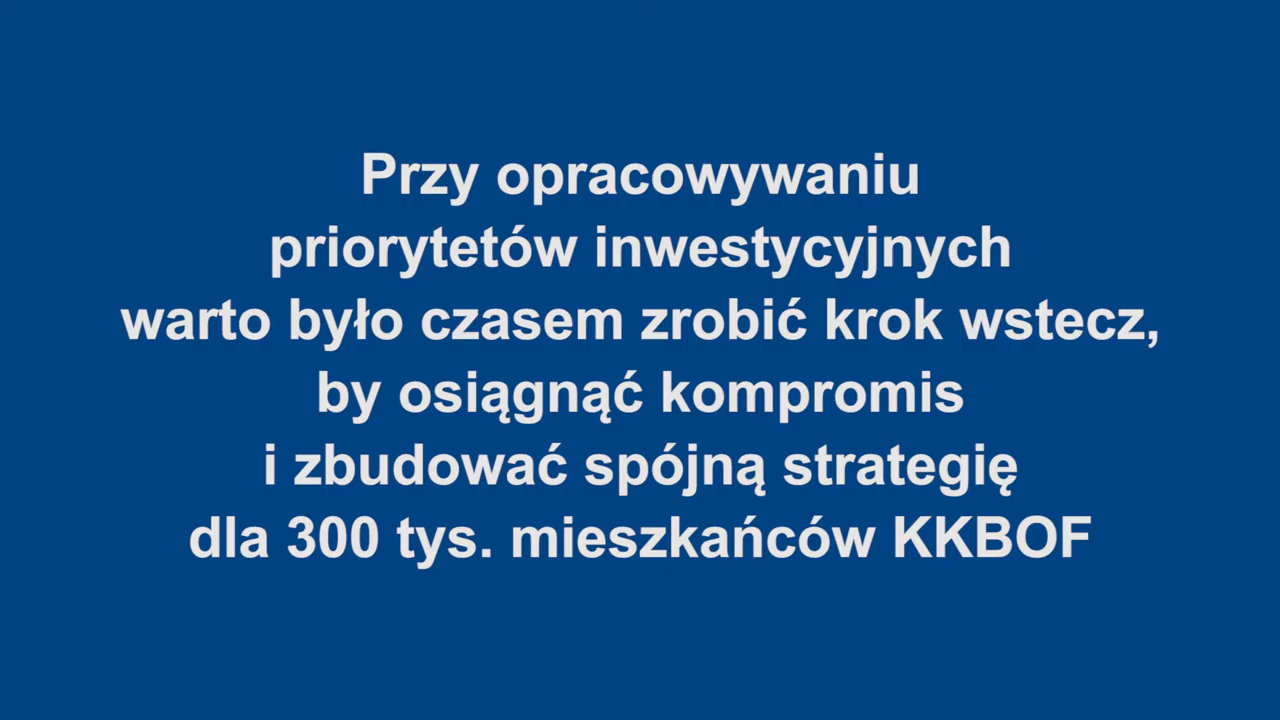 Przy opracowywaniu
priorytetów inwestycyjnych
warto było czasem zrobić krok wstecz,
by osiągnąć kompromis
i zbudować spójną strategię
dla 300 tys. mieszkańców KKBOF